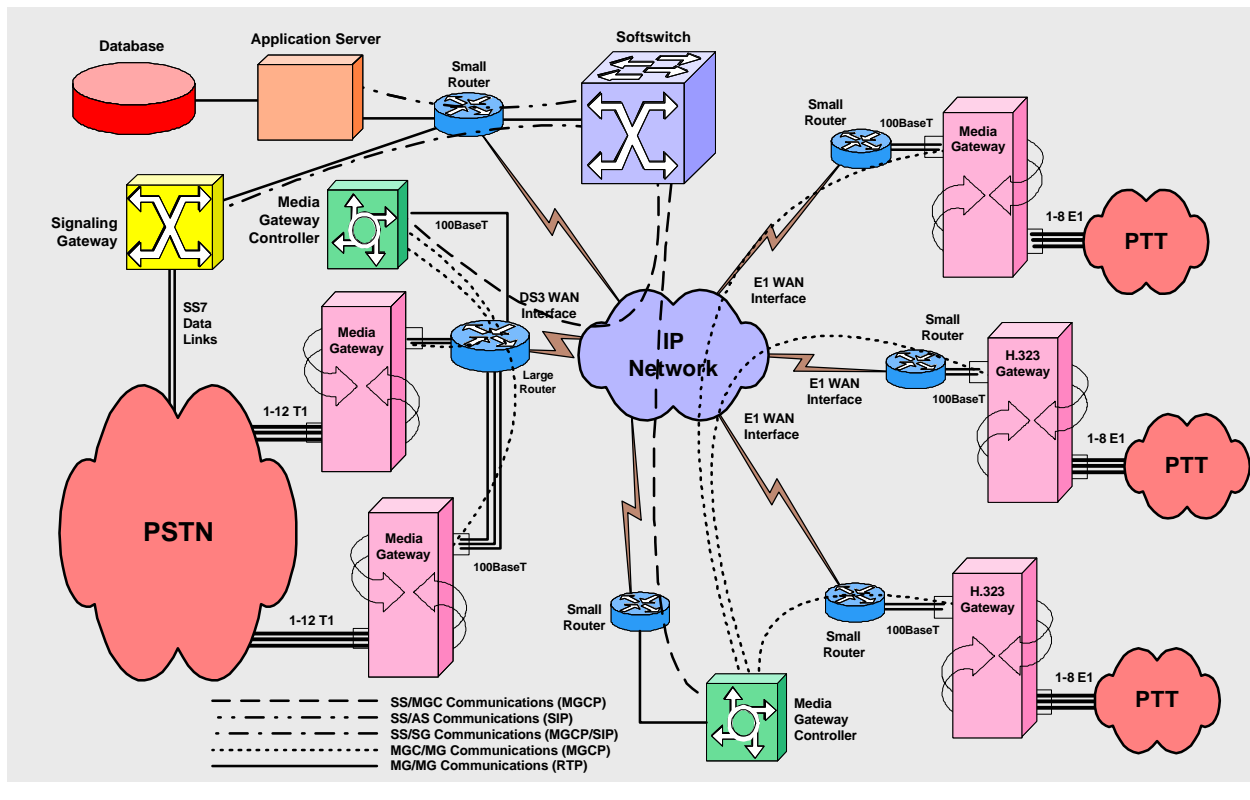 Database
Application Server
Softswitch
Small
Router
Small
Router
100BaseT
Media
Gateway
Signaling
Gateway
Media
Gateway
Controller
100BaseT
1-8 E1
PTT
SS7
Data
Links
DS3 WAN
Interface
E1 WAN
Interface
Media
Gateway
Large
Router
IP
Network
Small
Router
H.323
Gateway
100BaseT
E1 WAN
Interface
E1 WAN
Interface
1-12 T1
1-8 E1
PTT
PSTN
Media
Gateway
100BaseT
1-12 T1
Small
Router
Small
Router
100BaseT
H.323
Gateway
1-8 E1
PTT
Media
Gateway
Controller
SS/MGC Communications (MGCP)
SS/AS Communications (SIP)
SS/SG Communications (MGCP/SIP)
MGC/MG Communications (MGCP)
MG/MG Communications (RTP)